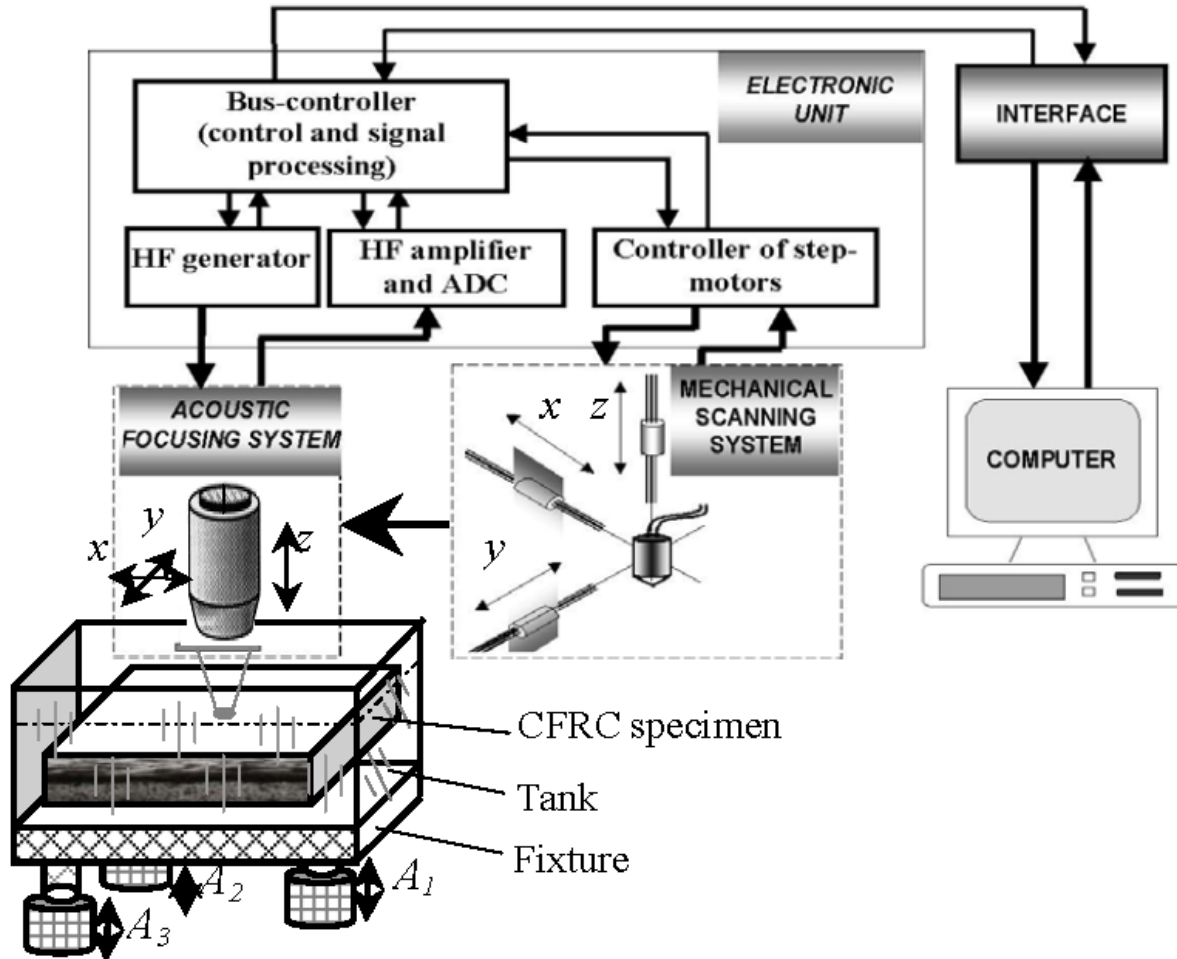 ELECTRONIC
UNIT
Bus-controller
(control and signal
processing)
INTERFACE
HF generator
HF amplifier
and ADC
Controller of step-
motors
ACOUSTIC
FOCUSING SYSTEM
MECHANICAL
SCANNING
SYSTEM
x
z
y
COMPUTER
y
x
z
CFRC specimen
Tank
Fixture
A1
A2
A3